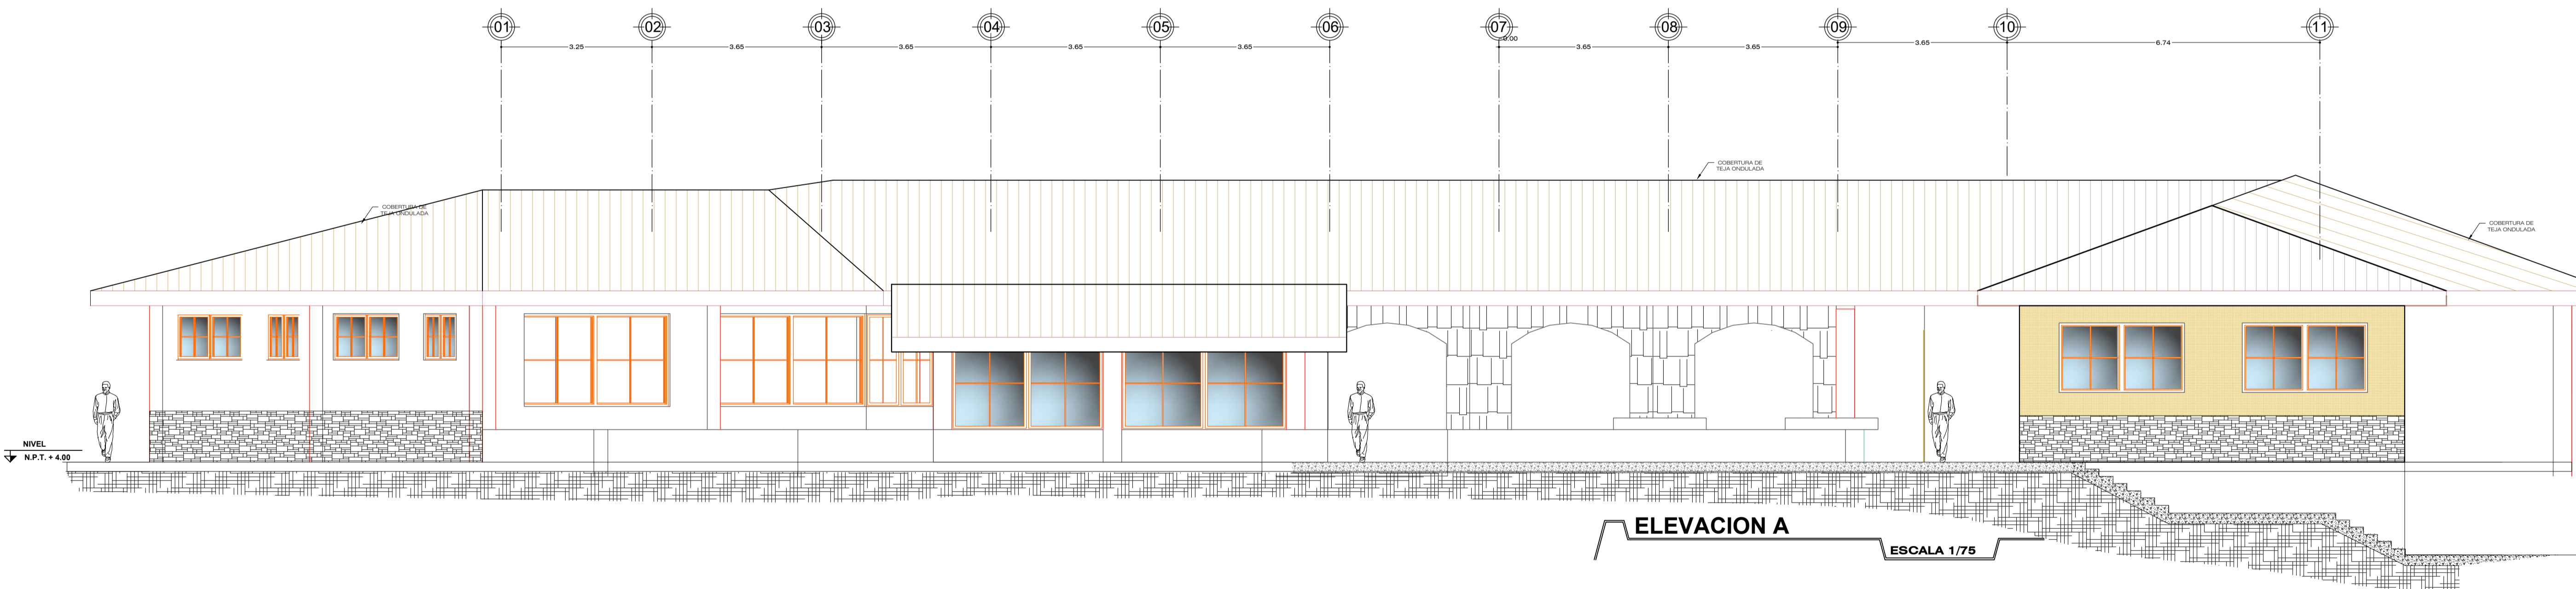 01
02
03
04
05
06
07
08
09
10
11
3.25
3.65
3.65
3.65
3.65
3.65
3.65
3.65
6.74
COBERTURA DE
TEJA ONDULADA
COBERTURA DE
TEJA ONDULADA
COBERTURA DE
TEJA ONDULADA
NIVEL
N.P.T. + 4.00
ELEVACION A
ESCALA 1/75